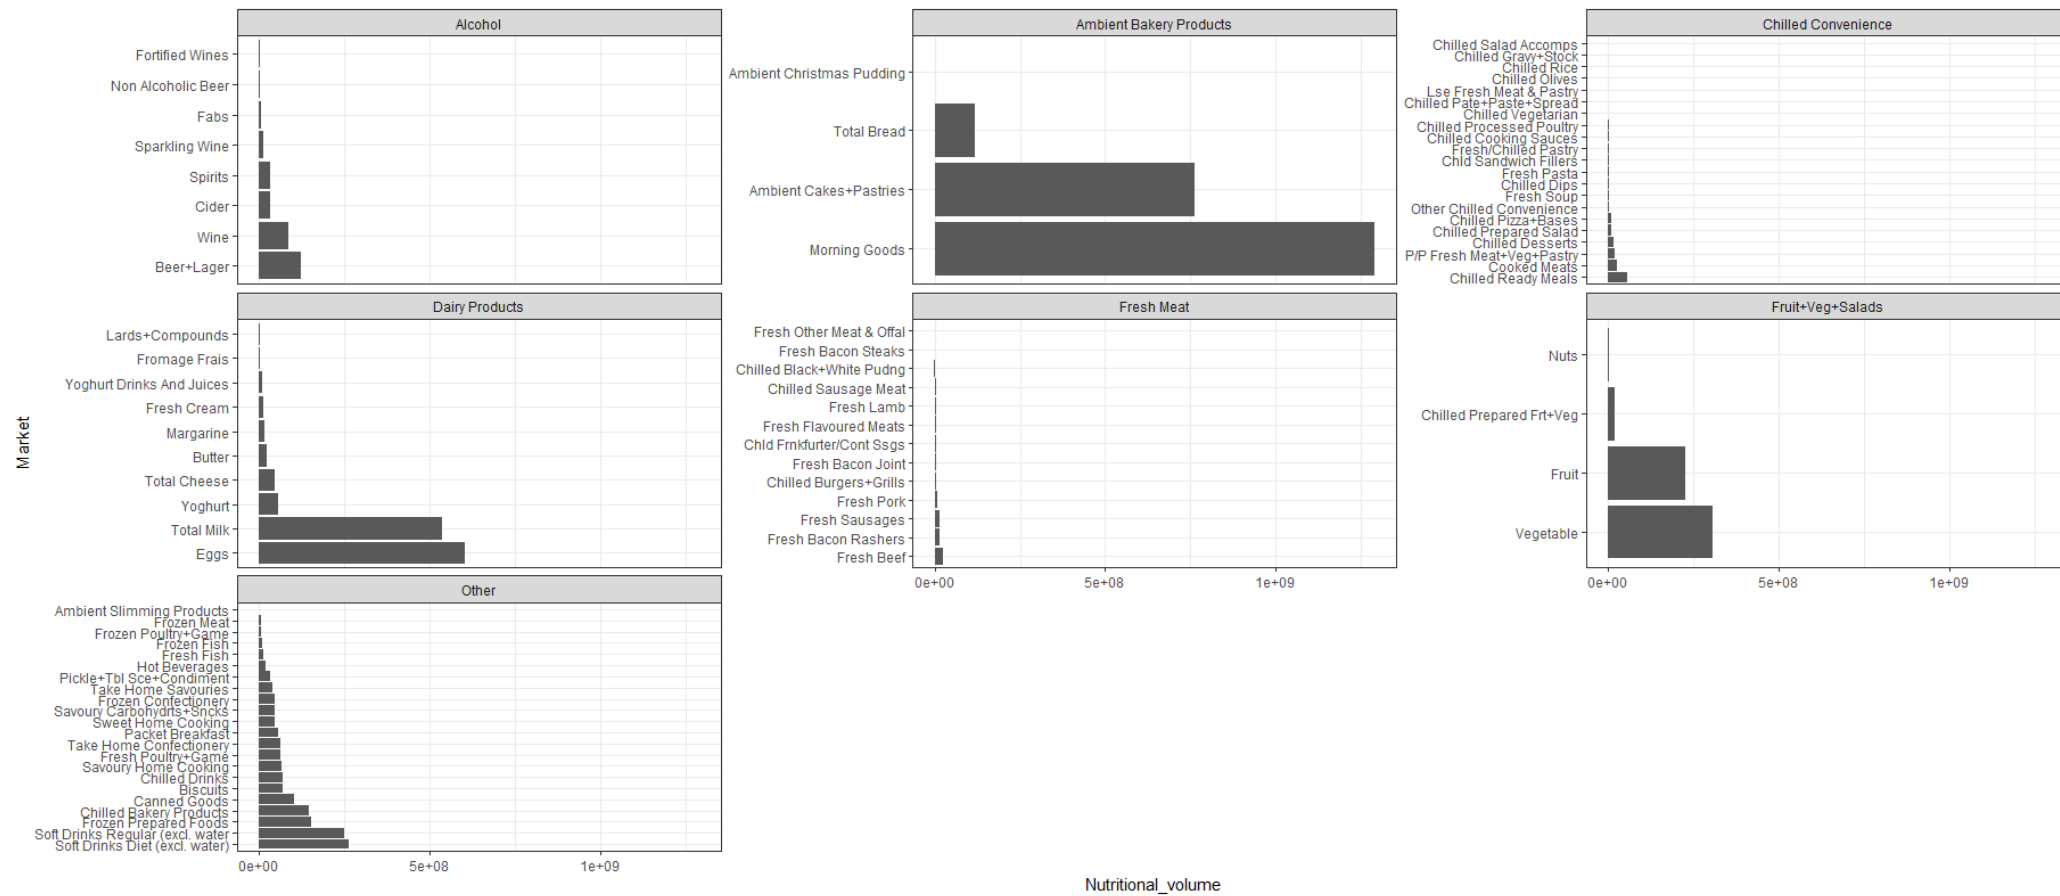 Alcohol
Fortified Wines
Non Alcoholic Beer
Fabs
Sparkling Wine
Spirits
Cider
Wine
Beer+Lager
Ambient Bakery Products
Ambient Christmas Pudding
Total Bread
Ambient Cakes+Pastries
Morning Goods
Chilled Convenience
Chilled Salad Accomps
Chilled Gravy+Stock
Chilled Rice
Chilled Olives
Lse Fresh Meat & Pastry
Chilled Pate+Paste+Spread
Chilled Vegetarian
Chilled Processed Poultry
Chilled Cooking Sauces
Fresh/Chilled Pastry
Chld Sandwich Fillers
Fresh Pasta
Chilled Dips
Fresh Soup
Other Chilled Convenience
Chilled Pizza+Bases
Chilled Prepared Salad
Chilled Desserts
P/P Fresh Meat+Veg+Pastry
Cooked Meats
Chilled Ready Meals
Market
Dairy Products
Lards+Compounds
Fromage Frais
Yoghurt Drinks And Juices
Fresh Cream
Margarine
Butter
Total Cheese
Yoghurt
Total Milk
Eggs
Fresh Meat
Fresh Other Meat & Offal
Fresh Bacon Steaks
Chilled Black+White Pudng
Chilled Sausage Meat
Fresh Lamb
Fresh Flavoured Meats
Chld Frnkfurter/Cont Ssgs
Fresh Bacon Joint
Chilled Burgers+Grills
Fresh Pork
Fresh Sausages
Fresh Bacon Rashers
Fresh Beef
0e+00 5e+08 1e+09
Fruit+Veg+Salads
Nuts
Chilled Prepared Frt+Veg
Fruit
Vegetable
0e+00 5e+08 1e+09
Other
Ambient Slimming Products
Frozen Meat
Frozen Poultry+Game
Frozen Fish
Fresh Fish
Hot Beverages
Pickle+Tbl Sce+Condiment
Take Home Savouries
Frozen Confectionery
Savoury Carbohydrts+Sncks
Sweet Home Cooking
Packet Breakfast
Take Home Confectionery
Fresh Poultry+Game
Savoury Home Cooking
Chilled Drinks
Biscuits
Canned Goods
Chilled Bakery Products
Frozen Prepared Foods
Soft Drinks Regular (excl. water
Soft Drinks Diet (excl. water)
0e+00 5e+08 1e+09
Nutritional_volume